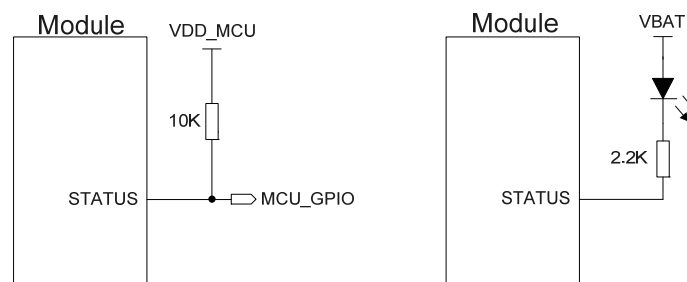 Module
VDD_MCU
10K
STATUS
MCU_GPIO
Module
VBAT
2.2K
STATUS